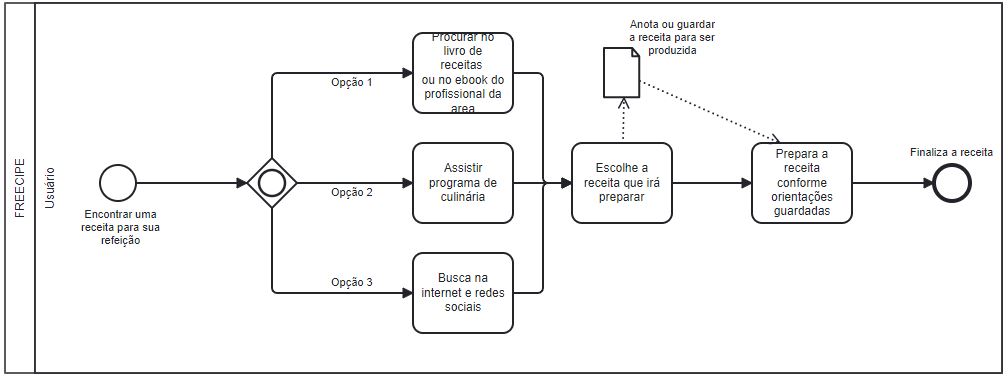 FREECIPE
Usuário
Encontrar uma
receita para sua
refeição
Opção 1
Opção 2
Opção 3
Procurar no
livro de
receitas
ou no ebook do
profissional da
area
Assistir
programa de
culinária
Busca na
internet e redes
sociais
Escolhe a
receita que irá
preparar
Anota ou guardar
a receita para ser
produzida
Prepara a
receita
conforme
orientações
guardadas
Finaliza a receita